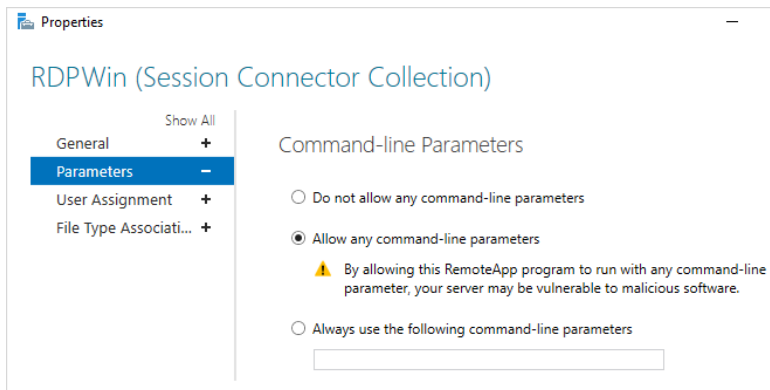 Properties
RDPWin (Session Connector Collection)
Show All
General +
Parameters −
User Assignment +
File Type Associati... +
Command-line Parameters
Do not allow any command-line parameters
Allow any command-line parameters
By allowing this RemoteApp program to run with any command-line
parameter, your server may be vulnerable to malicious software.
Always use the following command-line parameters